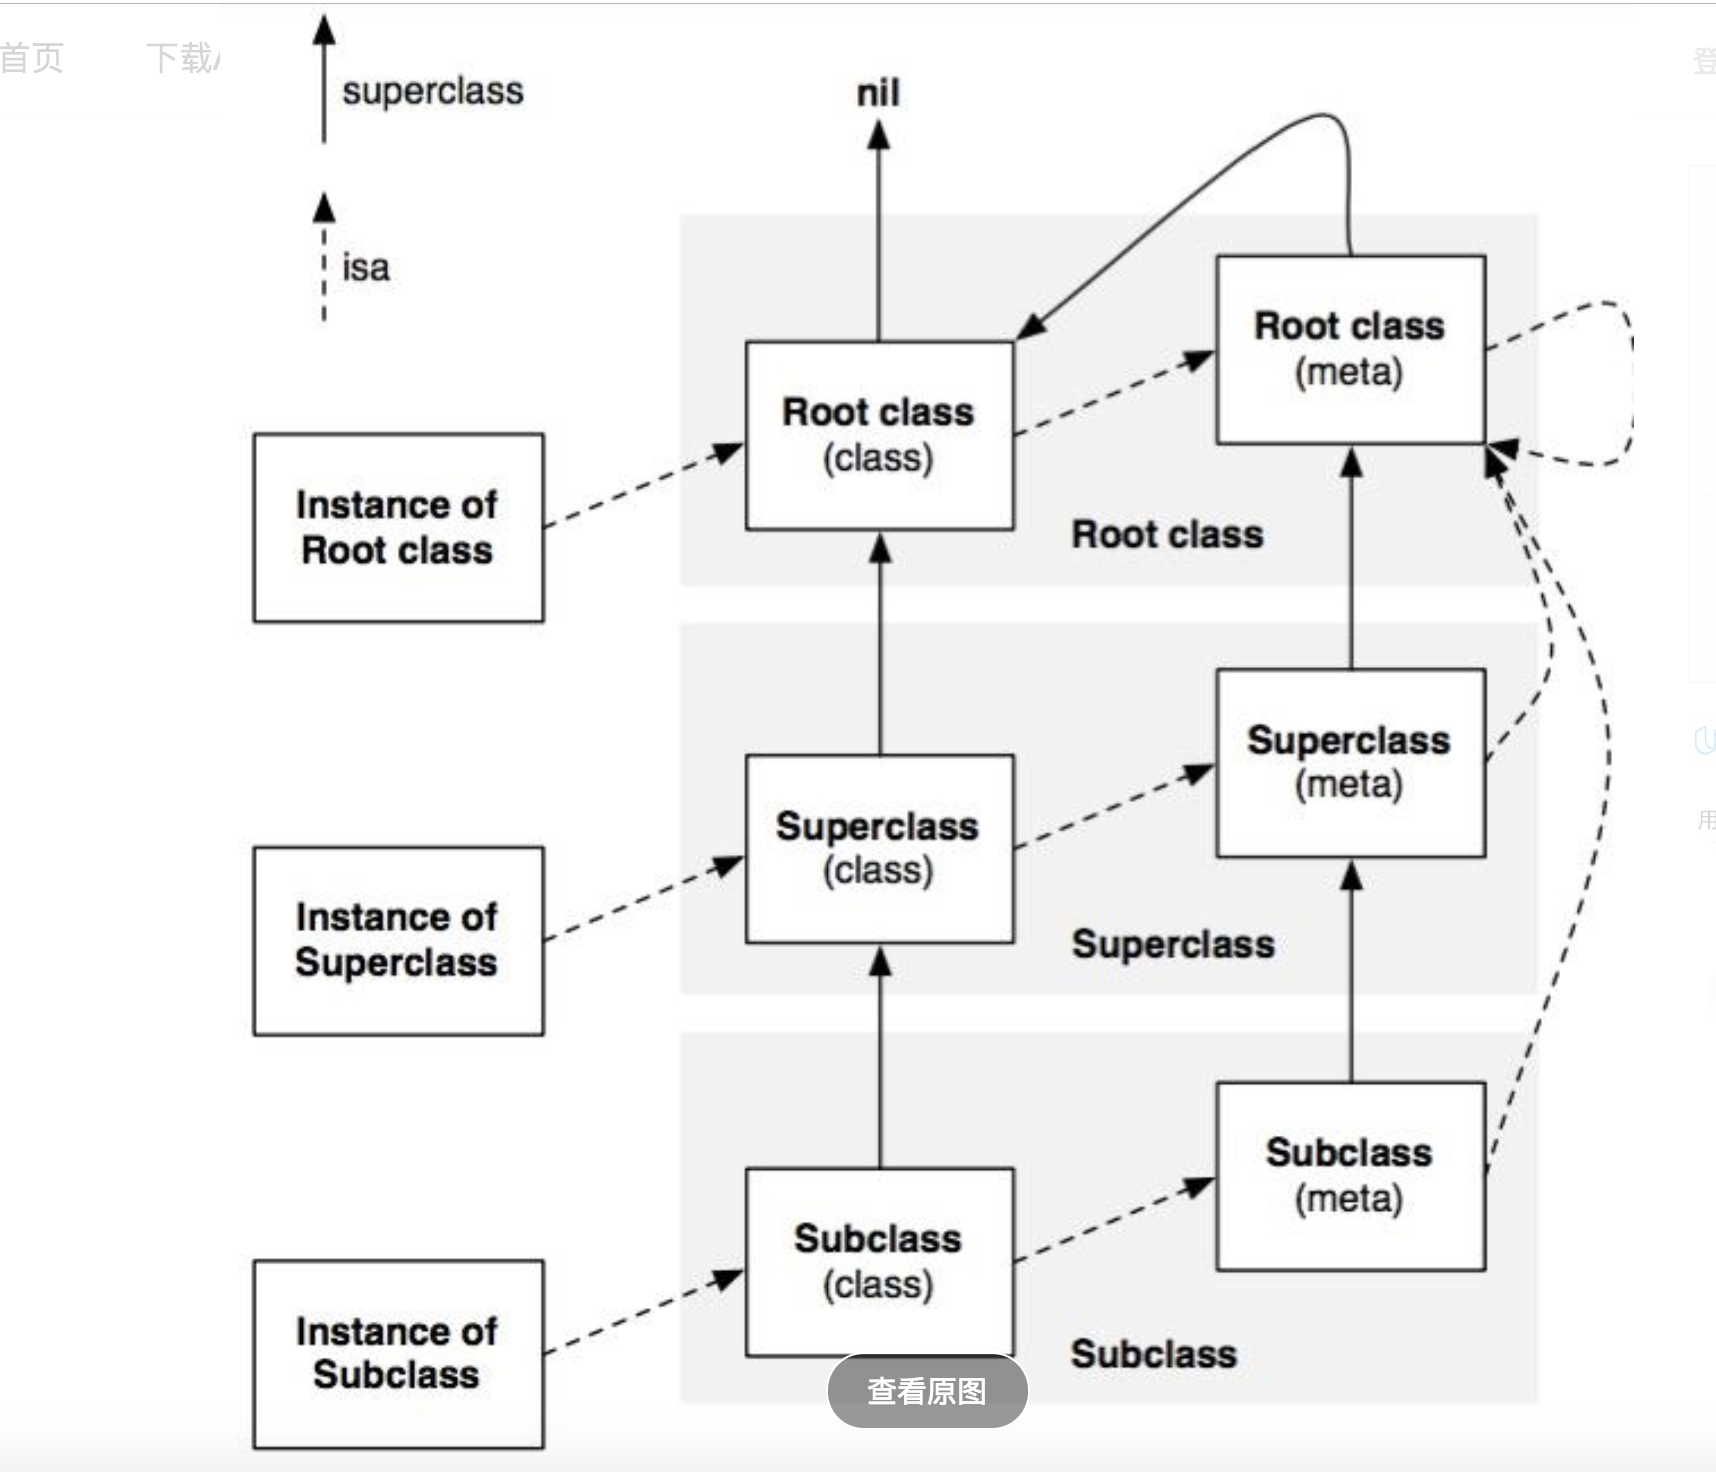 首页
下载
登
superclass
nil
isa
Root class
(meta)
Root class
(class)
Instance of
Root class
Root class
Superclass
(meta)
Superclass
(class)
Instance of
Superclass
Superclass
用
Subclass
(meta)
Subclass
(class)
Instance of
Subclass
Subclass
查看原图